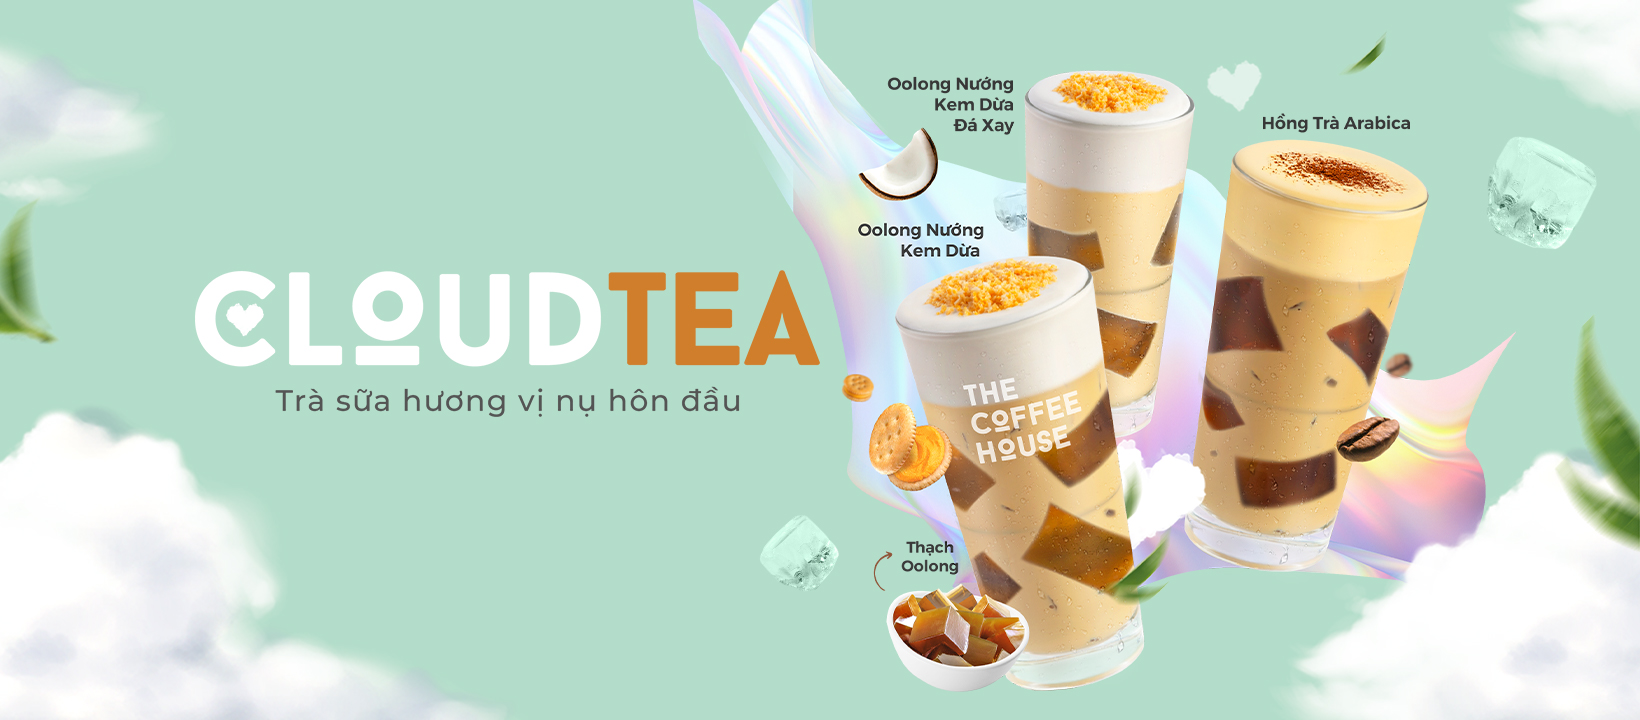 CLOUDTEA
Trà sữa hương vị nụ hôn đầu
Oolong Nướng
Kem Dừa
Đá Xay
Hồng Trà Arabica
Oolong Nướng
Kem Dừa
THE
COFFEE
HOUSE
Thạch
Oolong